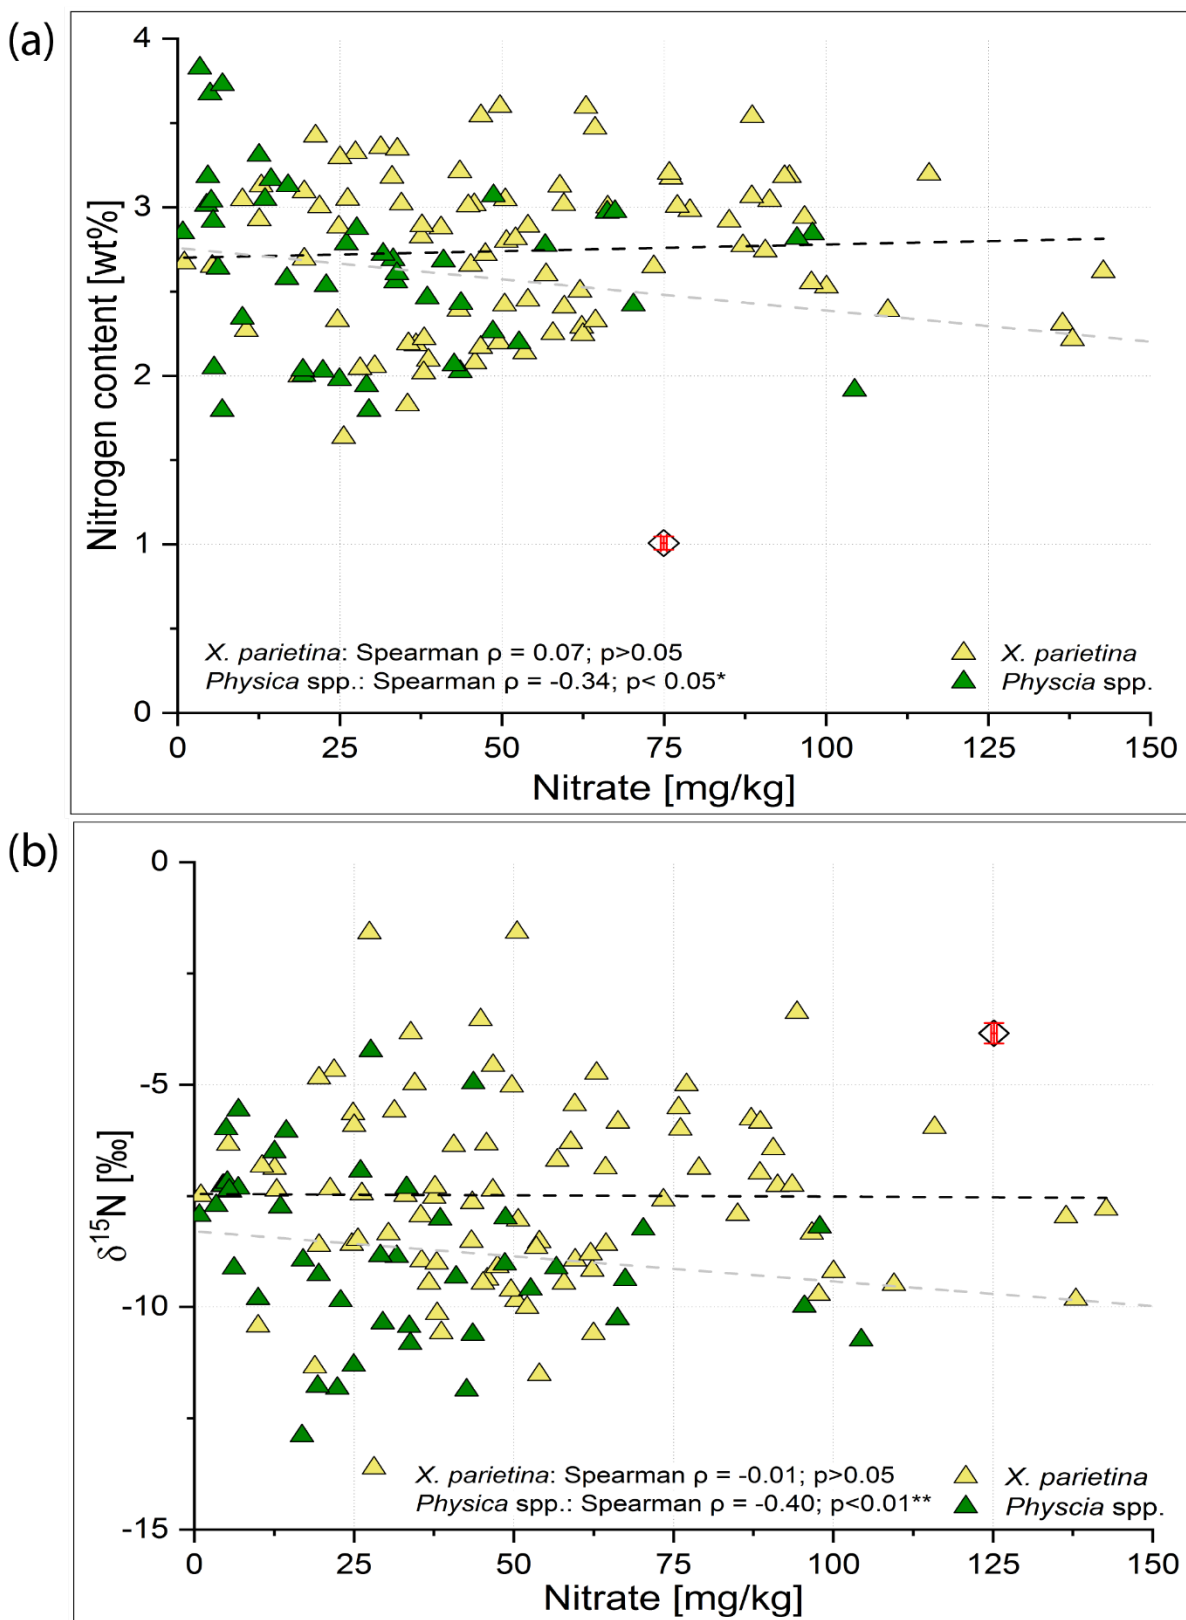 (a)
4
3
2
1
0
Nitrogen content [wt%]
X. parietina: Spearman ρ = 0.07; p>0.05
Physica spp.: Spearman ρ = -0.34; p< 0.05*
X. parietina
Physcia spp.
0 25 50 75 100 125 150
Nitrate [mg/kg]
(b)
0
-5
-10
-15
δ¹⁵N [‰]
X. parietina: Spearman ρ = -0.01; p>0.05
Physica spp.: Spearman ρ = -0.40; p<0.01**
X. parietina
Physcia spp.
0 25 50 75 100 125 150
Nitrate [mg/kg]